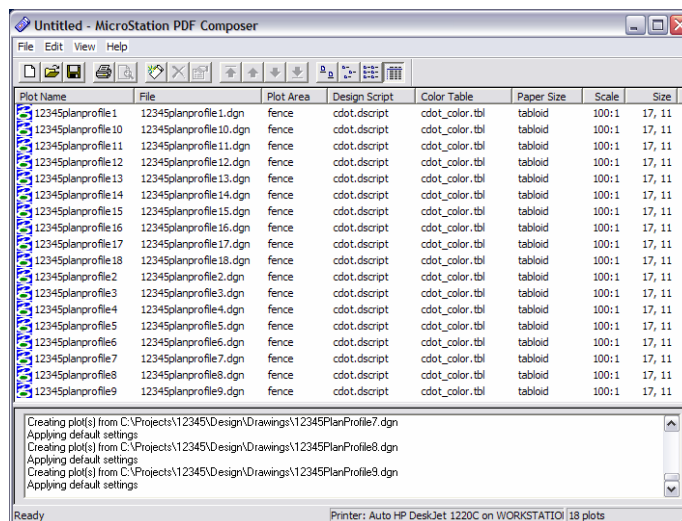 Untitled - MicroStation PDF Composer
File Edit View Help
Plot Name File Plot Area Design Script Color Table Paper Size Scale Size
12345planprofile1 12345planprofile1.dgn fence cdot.dscript cdot_color.tbl tabloid 100:1 17, 11
12345planprofile10 12345planprofile10.dgn fence cdot.dscript cdot_color.tbl tabloid 100:1 17, 11
12345planprofile11 12345planprofile11.dgn fence cdot.dscript cdot_color.tbl tabloid 100:1 17, 11
12345planprofile12 12345planprofile12.dgn fence cdot.dscript cdot_color.tbl tabloid 100:1 17, 11
12345planprofile13 12345planprofile13.dgn fence cdot.dscript cdot_color.tbl tabloid 100:1 17, 11
12345planprofile14 12345planprofile14.dgn fence cdot.dscript cdot_color.tbl tabloid 100:1 17, 11
12345planprofile15 12345planprofile15.dgn fence cdot.dscript cdot_color.tbl tabloid 100:1 17, 11
12345planprofile16 12345planprofile16.dgn fence cdot.dscript cdot_color.tbl tabloid 100:1 17, 11
12345planprofile17 12345planprofile17.dgn fence cdot.dscript cdot_color.tbl tabloid 100:1 17, 11
12345planprofile18 12345planprofile18.dgn fence cdot.dscript cdot_color.tbl tabloid 100:1 17, 11
12345planprofile2 12345planprofile2.dgn fence cdot.dscript cdot_color.tbl tabloid 100:1 17, 11
12345planprofile3 12345planprofile3.dgn fence cdot.dscript cdot_color.tbl tabloid 100:1 17, 11
12345planprofile4 12345planprofile4.dgn fence cdot.dscript cdot_color.tbl tabloid 100:1 17, 11
12345planprofile5 12345planprofile5.dgn fence cdot.dscript cdot_color.tbl tabloid 100:1 17, 11
12345planprofile6 12345planprofile6.dgn fence cdot.dscript cdot_color.tbl tabloid 100:1 17, 11
12345planprofile7 12345planprofile7.dgn fence cdot.dscript cdot_color.tbl tabloid 100:1 17, 11
12345planprofile8 12345planprofile8.dgn fence cdot.dscript cdot_color.tbl tabloid 100:1 17, 11
12345planprofile9 12345planprofile9.dgn fence cdot.dscript cdot_color.tbl tabloid 100:1 17, 11
Creating plot(s) from C:\Projects\12345\Design\Drawings\12345PlanProfile7.dgn
Applying default settings
Creating plot(s) from C:\Projects\12345\Design\Drawings\12345PlanProfile8.dgn
Applying default settings
Creating plot(s) from C:\Projects\12345\Design\Drawings\12345PlanProfile9.dgn
Applying default settings
Ready Printer: Auto HP DeskJet 1220C on WORKSTATIO 18 plots